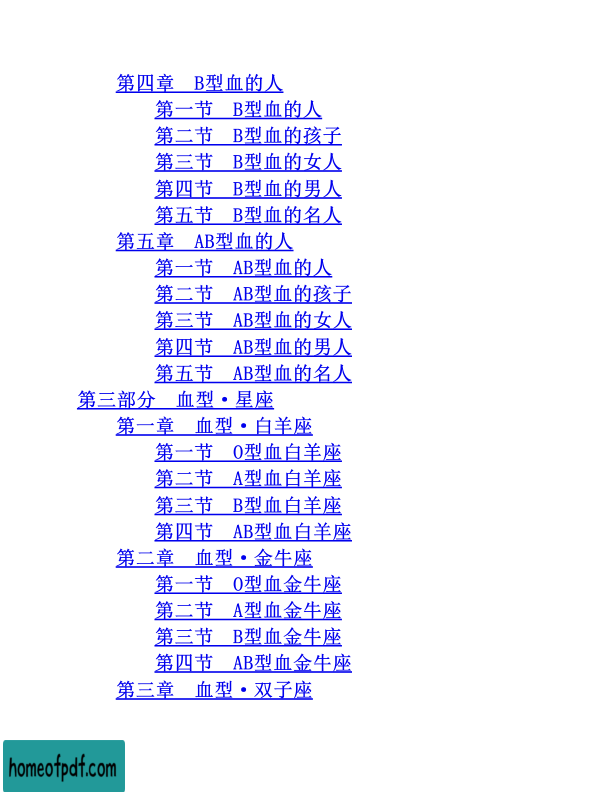 第四章　B型血的人
第一节　B型血的人
第二节　B型血的孩子
第三节　B型血的女人
第四节　B型血的男人
第五节　B型血的名人
第五章　AB型血的人
第一节　AB型血的人
第二节　AB型血的孩子
第三节　AB型血的女人
第四节　AB型血的男人
第五节　AB型血的名人
第三部分　血型·星座
第一章　血型·白羊座
第一节　O型血白羊座
第二节　A型血白羊座
第三节　B型血白羊座
第四节　AB型血白羊座
第二章　血型·金牛座
第一节　O型血金牛座
第二节　A型血金牛座
第三节　B型血金牛座
第四节　AB型血金牛座
第三章　血型·双子座
homeofpdf.com